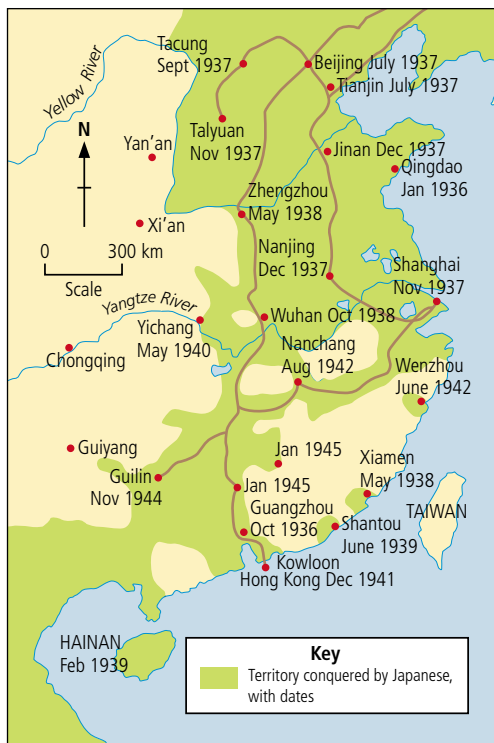 Tacung
Sept 1937
Beijing July 1937
Tianjin July 1937
Yellow River
Talyuan
Nov 1937
N
Yan'an
Jinan Dec 1937
Qingdao
Jan 1936
Zhengzhou
May 1938
Xi'an
0 300 km
Scale
Nanjing
Dec 1937
Shanghai
Nov 1937
Yangtze River
Yichang
May 1940
Wuhan Oct 1938
Chongqing
Nanchang
Aug 1942
Wenzhou
June 1942
Guiyang
Guilin
Nov 1944
Jan 1945
Jan 1945
Xiamen
May 1938
Guangzhou
Oct 1936
TAIWAN
Shantou
June 1939
Kowloon
Hong Kong Dec 1941
HAINAN
Feb 1939
Key
Territory conquered by Japanese,
with dates